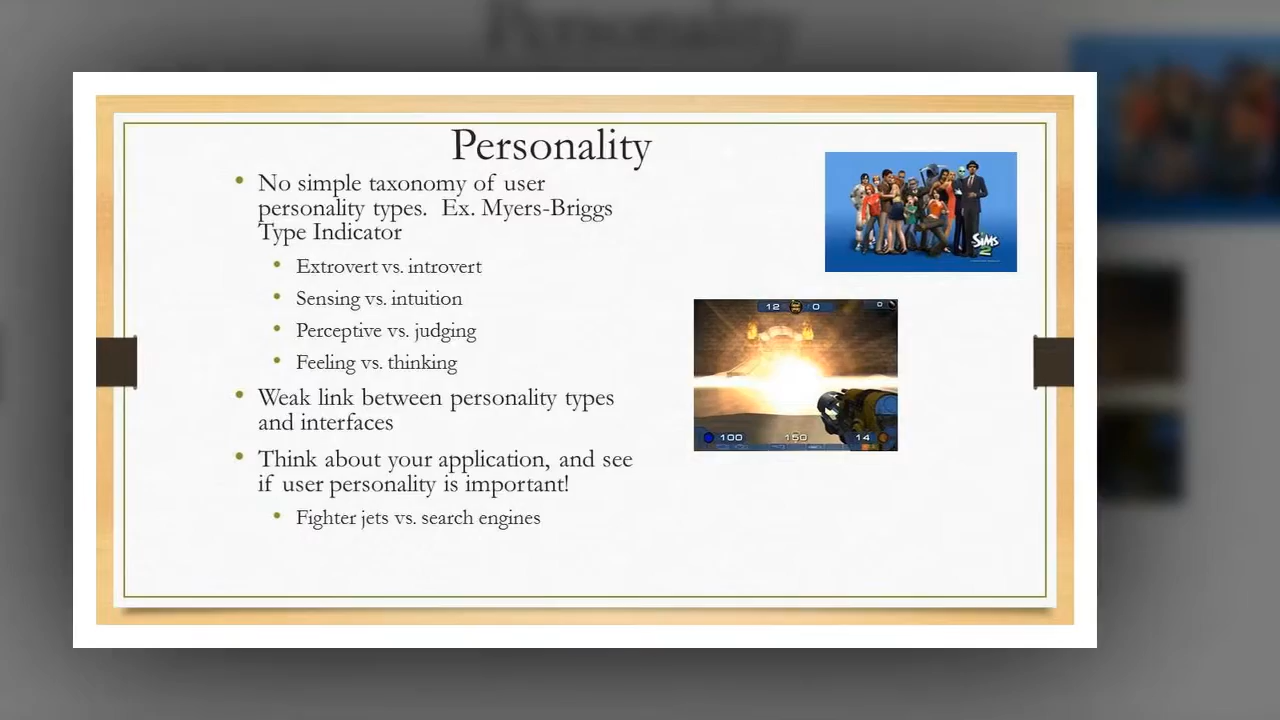 Personality
No simple taxonomy of user
personality types. Ex. Myers-Briggs
Type Indicator
Extrovert vs. introvert
Sensing vs. intuition
Perceptive vs. judging
Feeling vs. thinking
Weak link between personality types
and interfaces
Think about your application, and see
if user personality is important!
Fighter jets vs. search engines
SiMs
2
12 0
0
100 150 14